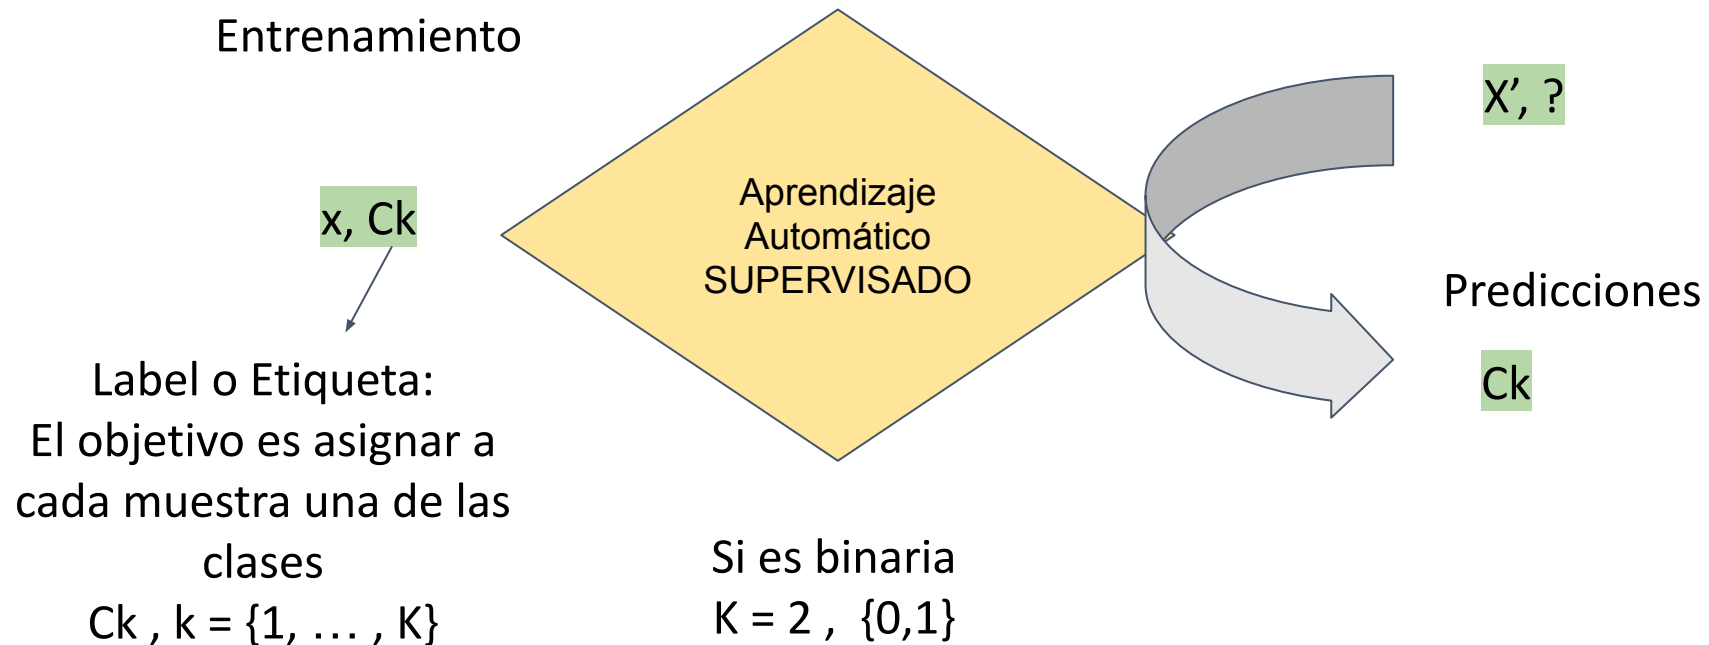 Entrenamiento
x, Ck
Label o Etiqueta:
El objetivo es asignar a
cada muestra una de las
clases
Ck , k = {1, … , K}
Aprendizaje
Automático
SUPERVISADO
Si es binaria
K = 2 , {0,1}
X’, ?
Predicciones
Ck